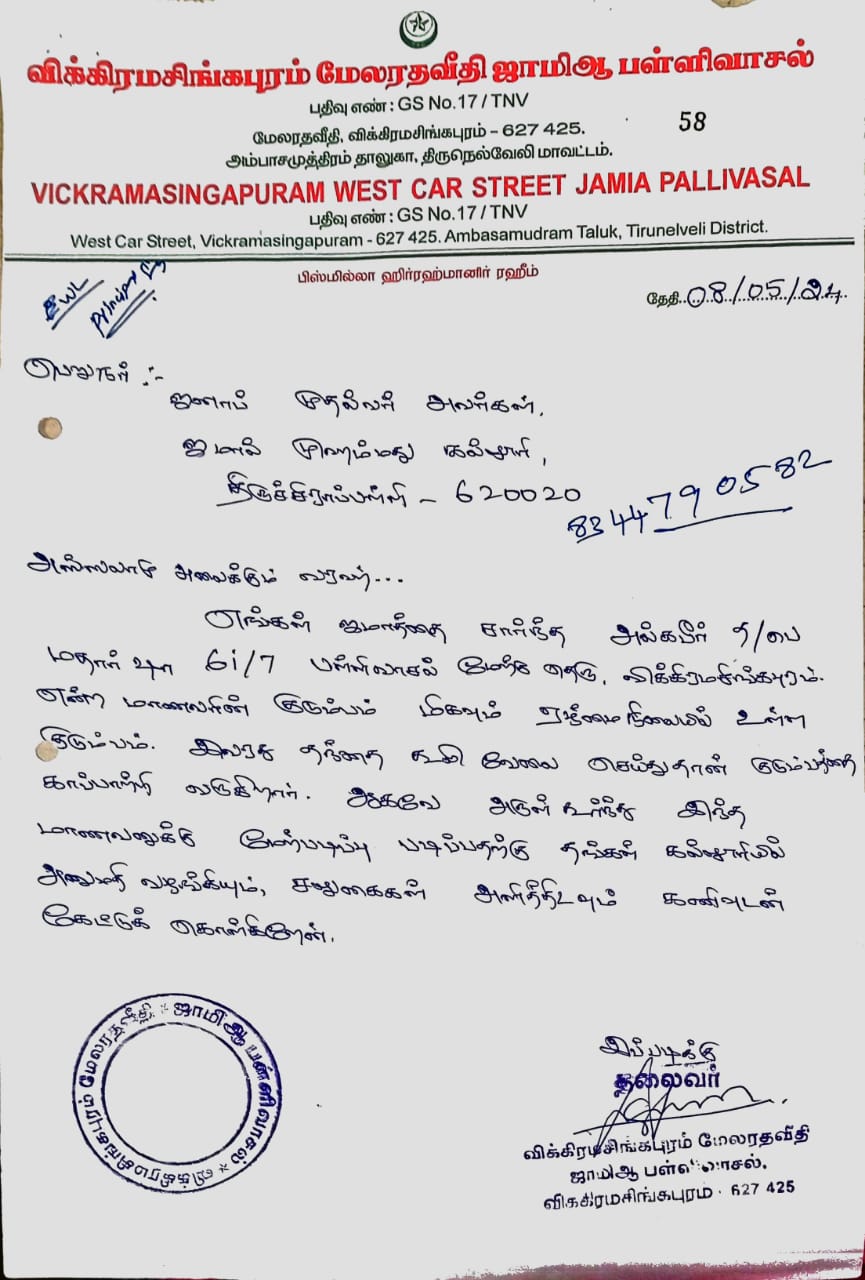 விக்கிரமசிங்கபுரம் மேலரதவீதி ஜாமிஆ பள்ளிவாசல்
பதிவு எண் : GS No.17 / TNV
மேலரதவீதி, விக்கிரமசிங்கபுரம் - 627 425.
58
அம்பாசமுத்திரம் தாலுகா, திருநெல்வேலி மாவட்டம்.
VICKRAMASINGAPURAM WEST CAR STREET JAMIA PALLIVASAL
பதிவு எண் : GS No.17 / TNV
West Car Street, Vickramasingapuram - 627 425. Ambasamudram Taluk, Tirunelveli District.
பிஸ்மில்லா ஹிர்ரஹ்மானிர் ரஹீம்
தேதி..08/05/24.
பெறுநர் :-
ஜனாப் முதல்வர் அவர்கள்,
ஜமால் முஹம்மது கல்லூரி,
திருச்சிராப்பள்ளி - 620020
8344790582
அஸ்ஸலாமு அலைக்கும் வரஹ்...
எங்கள் ஜமாத்தை சார்ந்த அல்கபீர் த/பை
மதார் ஷா 6i/7 பள்ளிவாசல் மேற்கு தெரு, விக்கிரமசிங்கபுரம்.
என்ற மாணவரின் குடும்பம் மிகவும் ஏழ்மைநிலையில் உள்ள
குடும்பம். இவரது தந்தை கூலி வேலை செய்துதான் குடும்பத்தை
காப்பாற்றி வருகிறார். ஆகவே அருள் கூர்ந்து இந்த
மாணவனுக்கு மேற்படிப்பு படிப்பதற்கு தங்கள் கல்லூரியில்
அனுமதி வழங்கியும், சலுகைகள் அளித்திடவும் கனிவுடன்
கேட்டுக் கொள்கிறேன்.
இப்படிக்கு
தலைவர்
விக்கிரமசிங்கபுரம் மேலரதவீதி
ஜாமிஆ பள்ளிவாசல்.
விக்கிரமசிங்கபுரம் - 627 425
விக்கிரமசிங்கபுரம் மேலரதவீதி * ஜாமிஆ பள்ளிவாசல் *